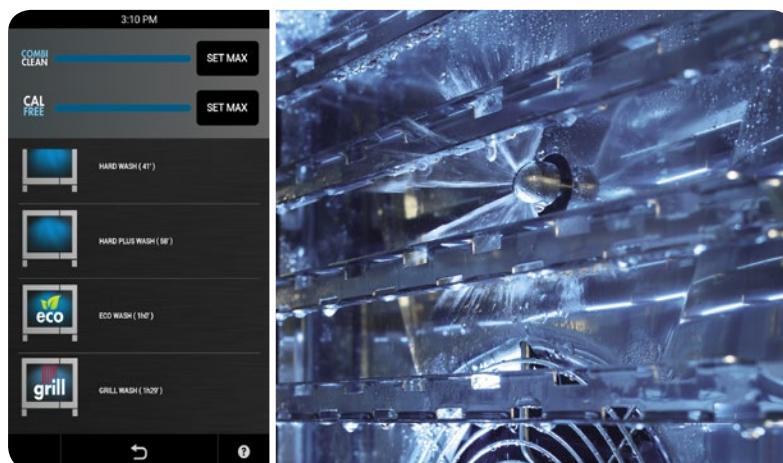 3:10 PM
COMBI
CLEAN
SET MAX
CAL
FREE
SET MAX
HARD WASH ( 41' )
HARD PLUS WASH ( 58' )
eco
ECO WASH ( 1h0' )
grill
GRILL WASH ( 1h29' )
?